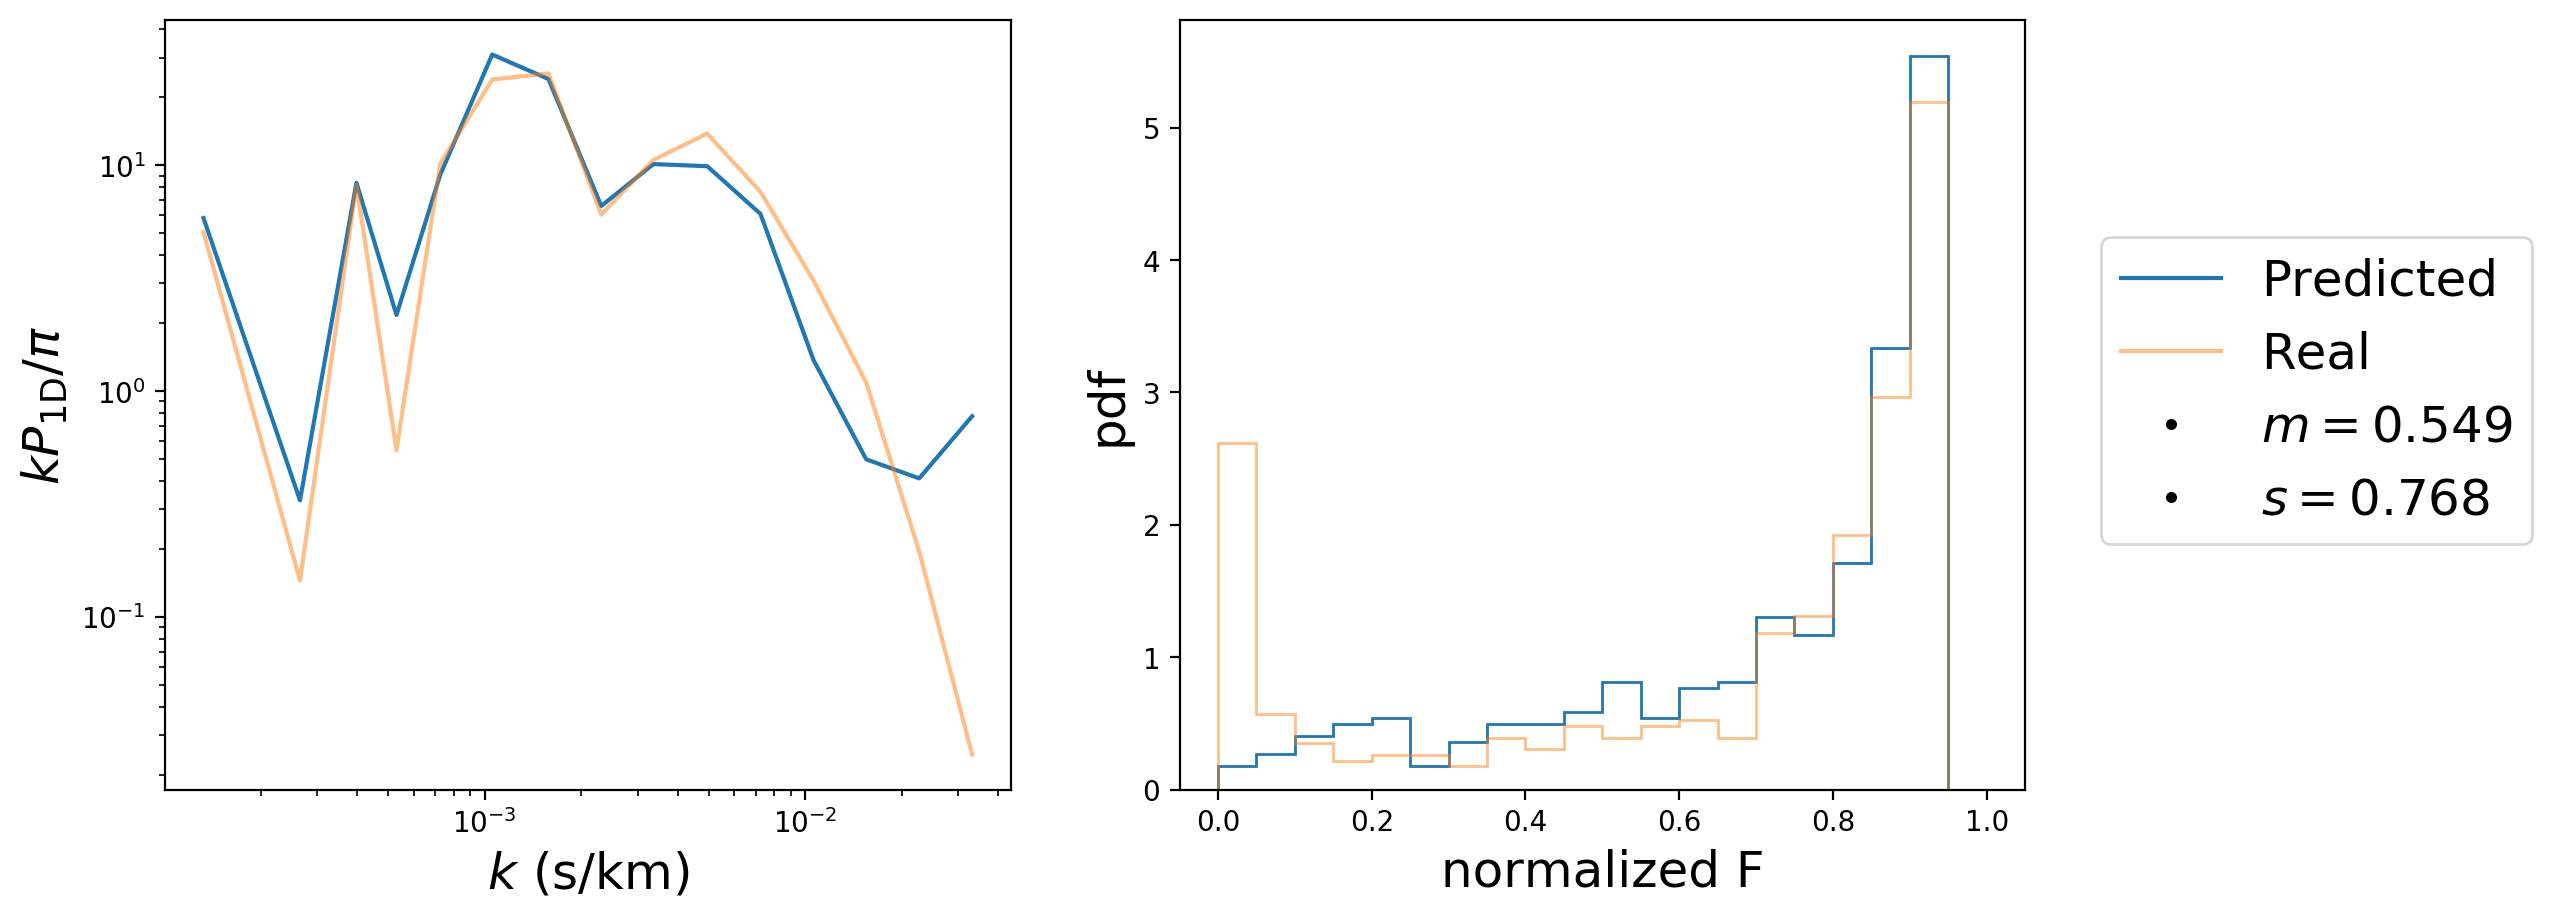 kP_1D/π
10^1
10^0
10^−1
10^−3
10^−2
k (s/km)
pdf
5
4
3
2
1
0
0.0
0.2
0.4
0.6
0.8
1.0
normalized F
Predicted
Real
m = 0.549
s = 0.768